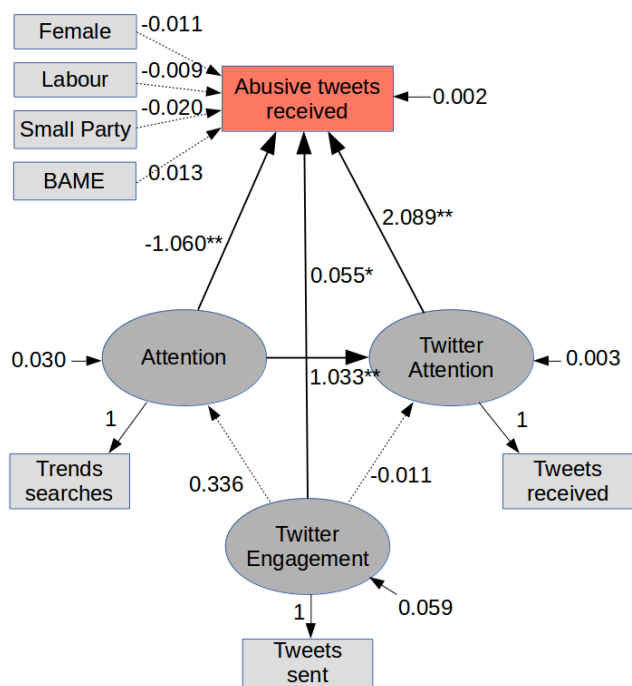 Female
-0.011
Labour
-0.009
Small Party
-0.020
BAME
0.013
Abusive tweets
received
0.002
-1.060**
0.055*
2.089**
0.030
Attention
1.033**
Twitter
Attention
0.003
1
Trends
searches
0.336
-0.011
1
Tweets
received
Twitter
Engagement
0.059
1
Tweets
sent